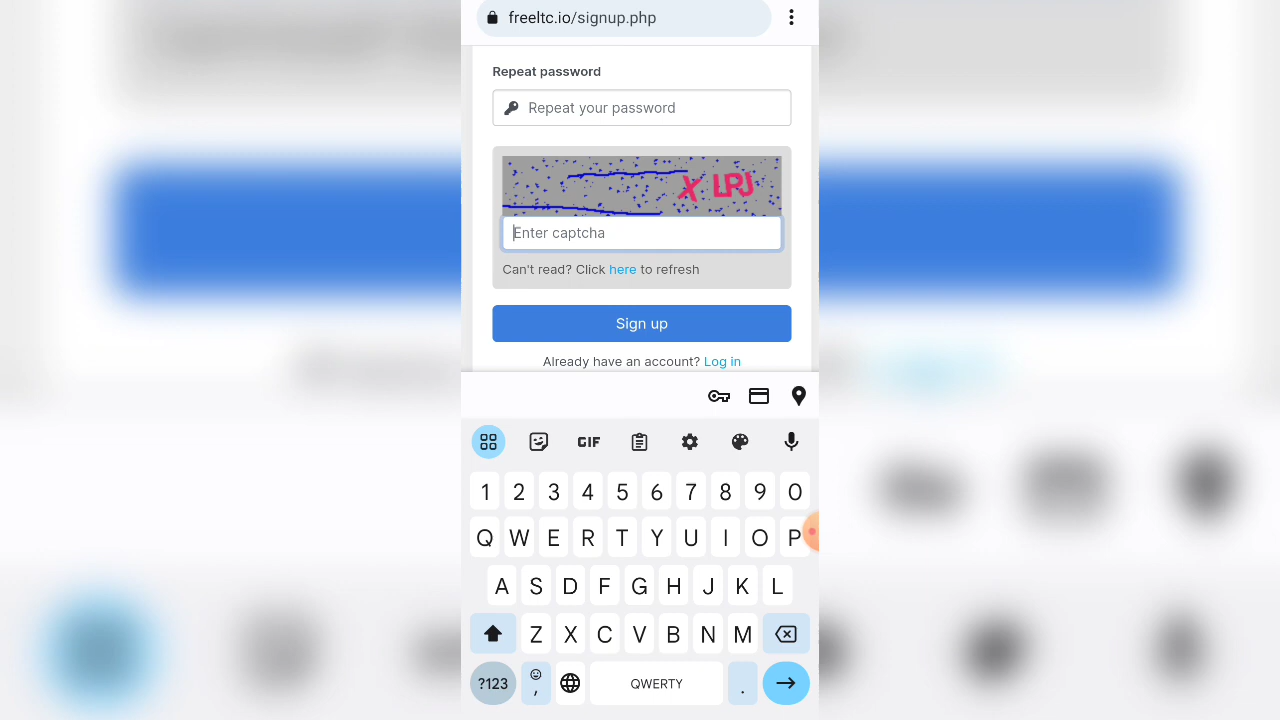 freeltc.io/signup.php
Repeat password
Repeat your password
X LPJ
Enter captcha
Can't read? Click here to refresh
Sign up
Already have an account? Log in
GIF
1 2 3 4 5 6 7 8 9 0
Q W E R T Y U I O P
A S D F G H J K L
Z X C V B N M
?123 , QWERTY .